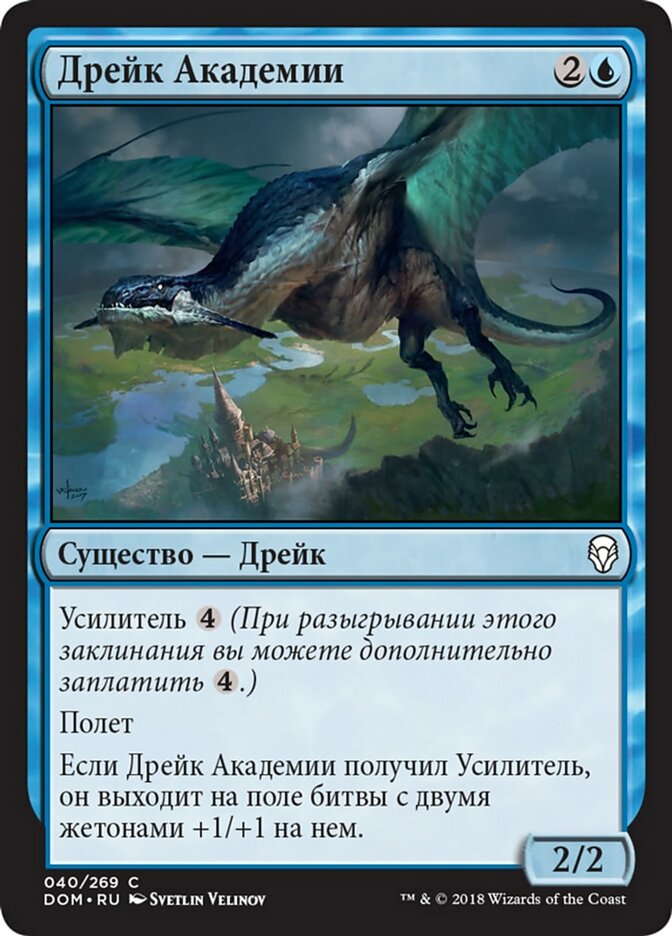 Дрейк Академии 2
Существо — Дрейк
Усилитель 4 (При разыгрывании этого
заклинания вы можете дополнительно
заплатить 4.)
Полет
Если Дрейк Академии получил Усилитель,
он выходит на поле битвы с двумя
жетонами +1/+1 на нем.
2/2
040/269 C
DOM • RU Svetlin Velinov
™ & © 2018 Wizards of the Coast